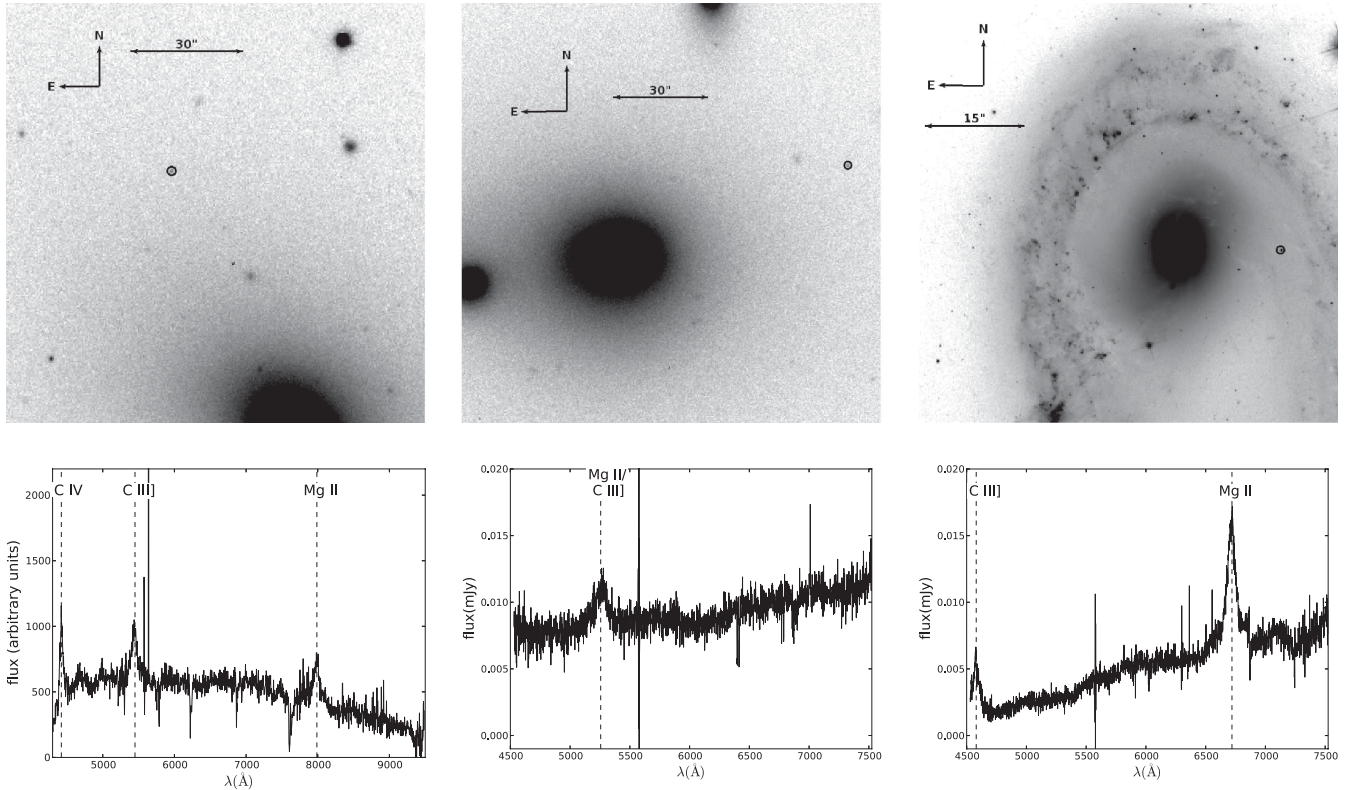 N
E
30"
N
E
30"
N
E
15"
C IV
C III]
Mg II
2000
1500
1000
500
0
flux (arbitrary units)
5000 6000 7000 8000 9000
λ(Å)
Mg II/
C III]
0.020
0.015
0.010
0.005
0.000
flux(mJy)
4500 5000 5500 6000 6500 7000 7500
λ(Å)
C III]
Mg II
0.020
0.015
0.010
0.005
0.000
flux(mJy)
4500 5000 5500 6000 6500 7000 7500
λ(Å)